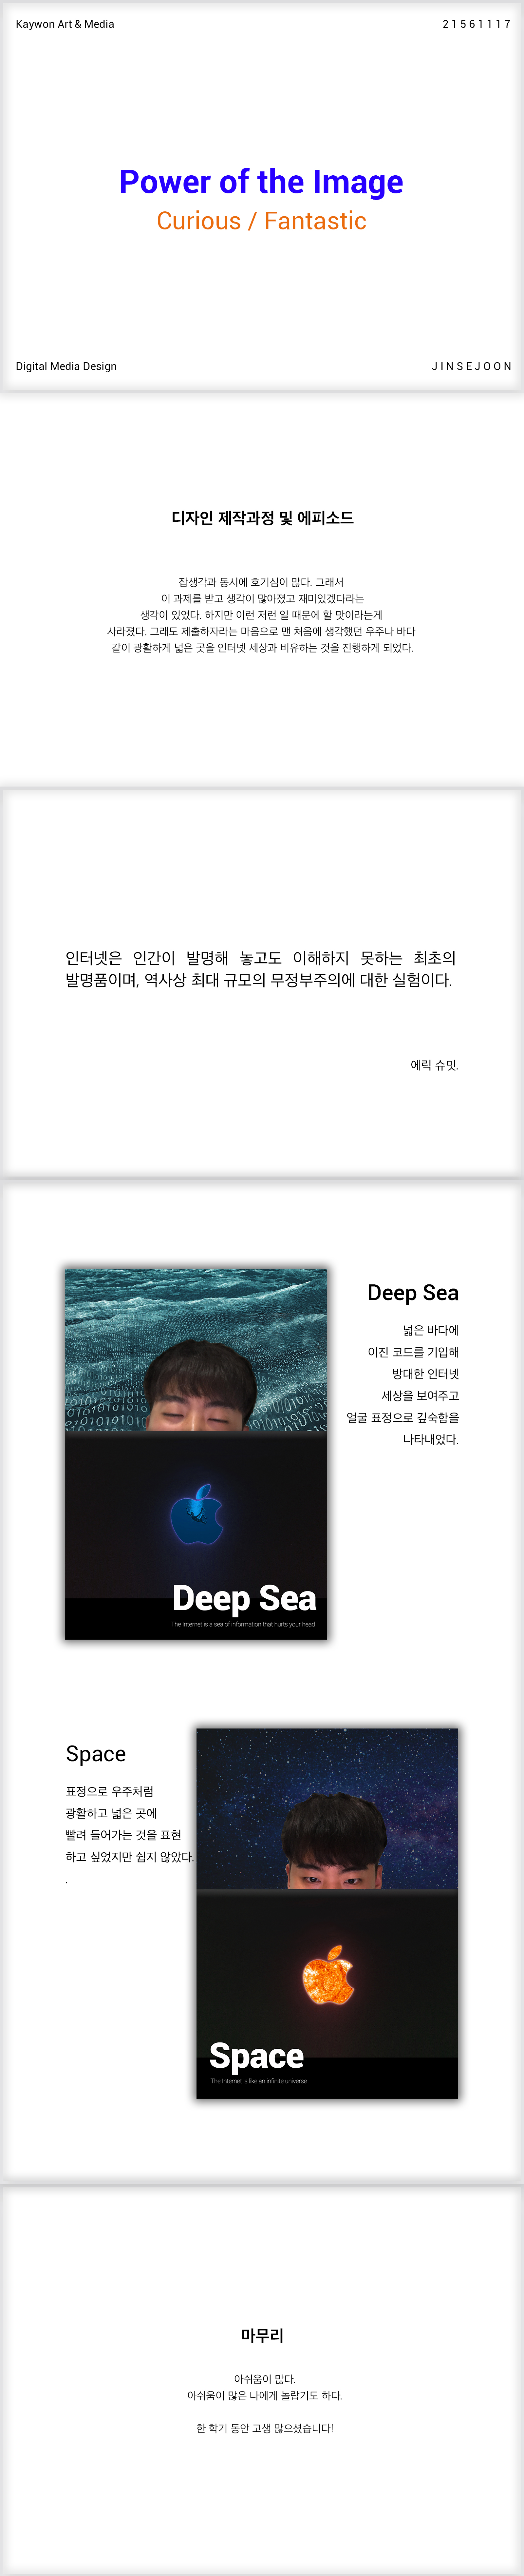 Kaywon Art & Media
21561117
Power of the Image
Curious / Fantastic
Digital Media Design
JINSEJOON
디자인 제작과정 및 에피소드
잡생각과 동시에 호기심이 많다. 그래서
이 과제를 받고 생각이 많아졌고 재미있겠다라는
생각이 있었다. 하지만 이런 저런 일 때문에 할 맛이라는게
사라졌다. 그래도 제출하자라는 마음으로 맨 처음에 생각했던 우주나 바다
같이 광활하게 넓은 곳을 인터넷 세상과 비유하는 것을 진행하게 되었다.
인터넷은 인간이 발명해 놓고도 이해하지 못하는 최초의
발명품이며, 역사상 최대 규모의 무정부주의에 대한 실험이다.
에릭 슈밋.
Deep Sea
넓은 바다에
이진 코드를 기입해
방대한 인터넷
세상을 보여주고
얼굴 표정으로 깊숙함을
나타내었다.
Deep Sea
The Internet is a sea of information that hurts your head
Space
표정으로 우주처럼
광활하고 넓은 곳에
빨려 들어가는 것을 표현
하고 싶었지만 쉽지 않았다.
.
Space
The Internet is like an infinite universe
마무리
아쉬움이 많다.
아쉬움이 많은 나에게 놀랍기도 하다.
한 학기 동안 고생 많으셨습니다!